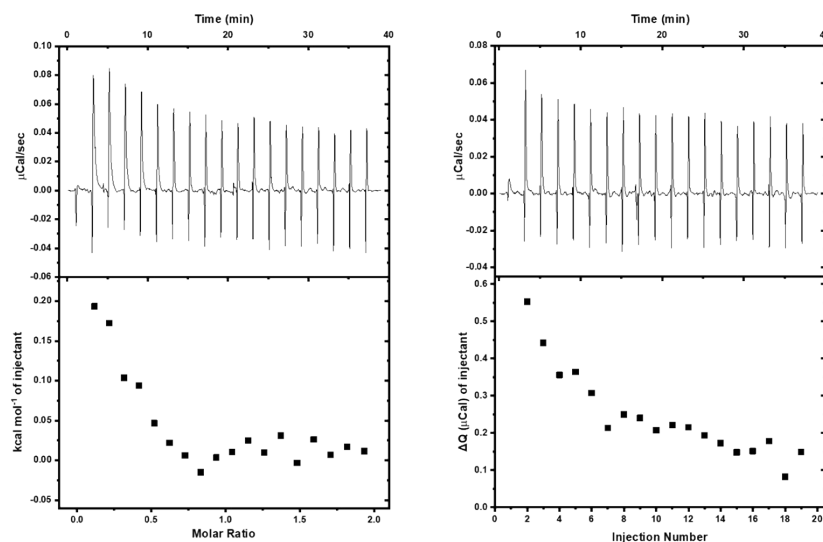 Time (min)
0 10 20 30 40
0.10
0.08
0.06
0.04
0.02
0.00
-0.02
-0.04
-0.06
μCal/sec
0.20
0.15
0.10
0.05
0.00
-0.05
kcal mol⁻¹ of injectant
0.0 0.5 1.0 1.5 2.0
Molar Ratio
Time (min)
0 10 20 30 40
0.08
0.06
0.04
0.02
0.00
-0.02
-0.04
μCal/sec
0.6
0.5
0.4
0.3
0.2
0.1
0.0
ΔQ (μCal) of injectant
0 2 4 6 8 10 12 14 16 18 20
Injection Number